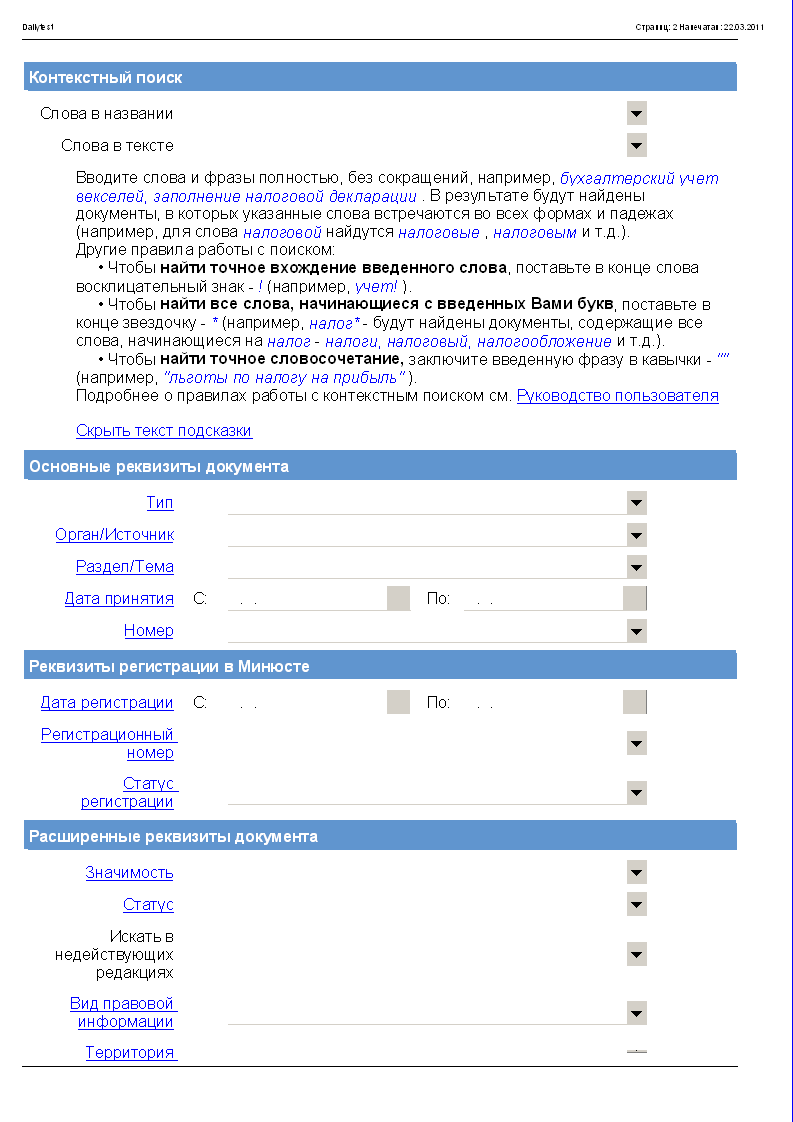 Dailytest
Страниц: 2 Напечатан: 22.03.2011
Контекстный поиск
Слова в названии
Слова в тексте
Вводите слова и фразы полностью, без сокращений, например, бухгалтерский учет
векселей, заполнение налоговой декларации . В результате будут найдены
документы, в которых указанные слова встречаются во всех формах и падежах
(например, для слова налоговой найдутся налоговые , налоговым и т.д.).
Другие правила работы с поиском:
• Чтобы найти точное вхождение введенного слова, поставьте в конце слова
восклицательный знак - ! (например, учет! ).
• Чтобы найти все слова, начинающиеся с введенных Вами букв, поставьте в
конце звездочку - * (например, налог* - будут найдены документы, содержащие все
слова, начинающиеся на налог - налоги, налоговый, налогообложение и т.д.).
• Чтобы найти точное словосочетание, заключите введенную фразу в кавычки - ""
(например, "льготы по налогу на прибыль" ).
Подробнее о правилах работы с контекстным поиском см. Руководство пользователя
Скрыть текст подсказки
Основные реквизиты документа
Тип
Орган/Источник
Раздел/Тема
Дата принятия С: . . По: . .
Номер
Реквизиты регистрации в Минюсте
Дата регистрации С: . . По: . .
Регистрационный
номер
Статус
регистрации
Расширенные реквизиты документа
Значимость
Статус
Искать в
недействующих
редакциях
Вид правовой
информации
Территория